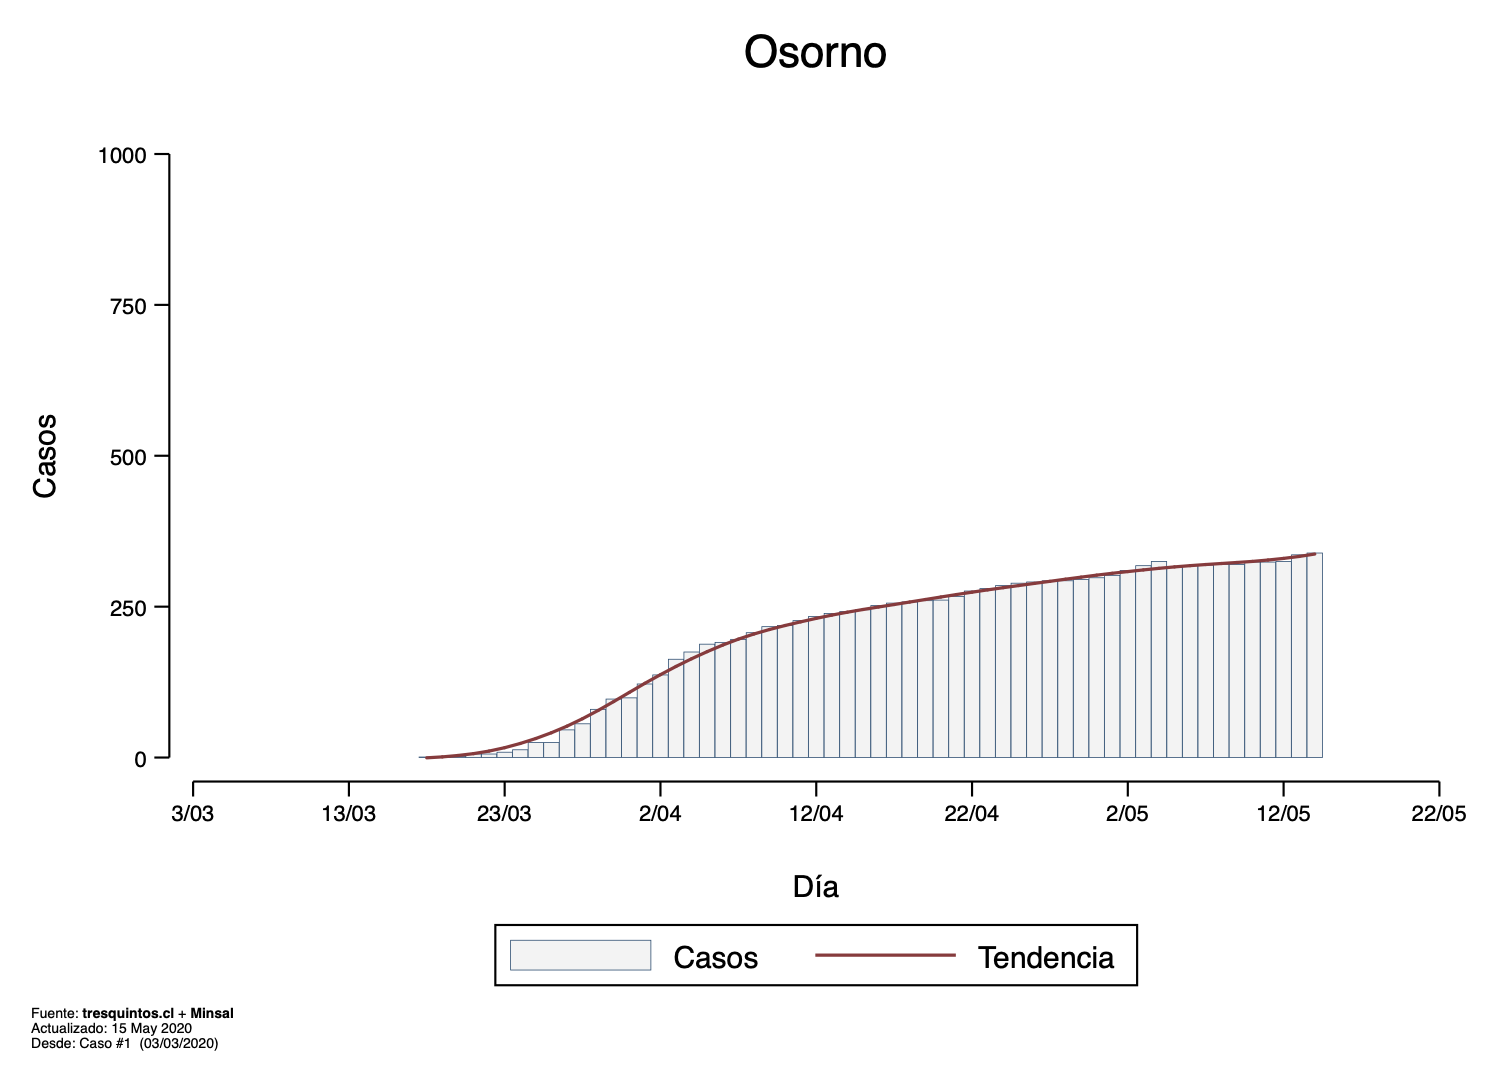 Osorno
1000
750
500
250
0
Casos
3/03 13/03 23/03 2/04 12/04 22/04 2/05 12/05 22/05
Día
Casos Tendencia
Fuente: tresquintos.cl + Minsal
Actualizado: 15 May 2020
Desde: Caso #1 (03/03/2020)